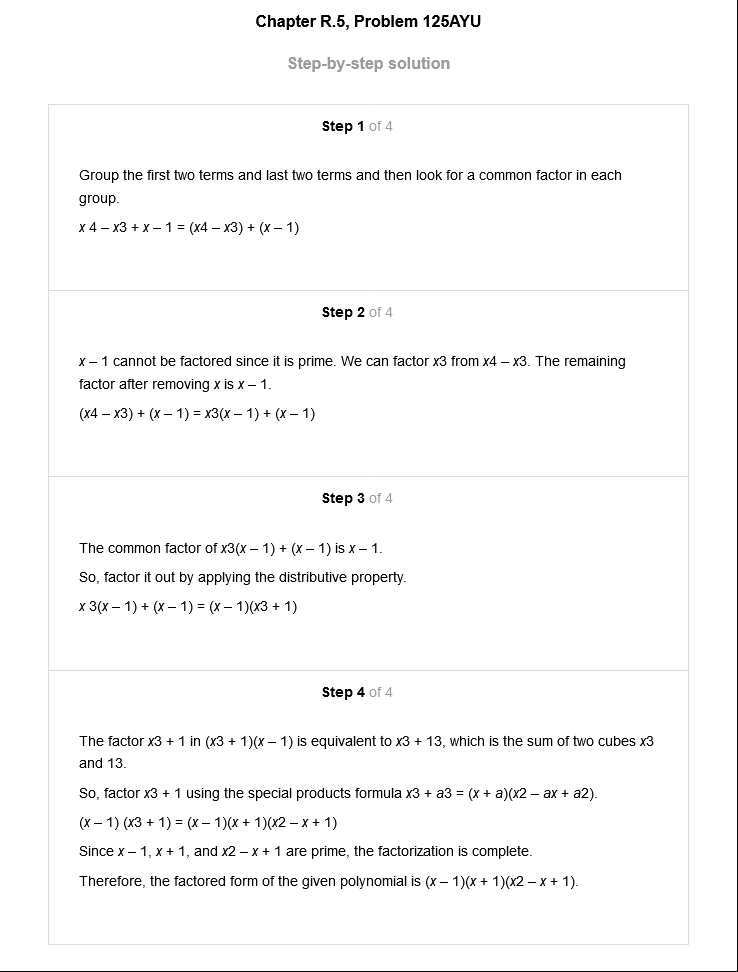 Chapter R.5, Problem 125AYU
Step-by-step solution
Step 1 of 4
Group the first two terms and last two terms and then look for a common factor in each
group.
x 4 – x3 + x – 1 = (x4 – x3) + (x – 1)
Step 2 of 4
x – 1 cannot be factored since it is prime. We can factor x3 from x4 – x3. The remaining
factor after removing x is x – 1.
(x4 – x3) + (x – 1) = x3(x – 1) + (x – 1)
Step 3 of 4
The common factor of x3(x – 1) + (x – 1) is x – 1.
So, factor it out by applying the distributive property.
x 3(x – 1) + (x – 1) = (x – 1)(x3 + 1)
Step 4 of 4
The factor x3 + 1 in (x3 + 1)(x – 1) is equivalent to x3 + 13, which is the sum of two cubes x3
and 13.
So, factor x3 + 1 using the special products formula x3 + a3 = (x + a)(x2 – ax + a2).
(x – 1) (x3 + 1) = (x – 1)(x + 1)(x2 – x + 1)
Since x – 1, x + 1, and x2 – x + 1 are prime, the factorization is complete.
Therefore, the factored form of the given polynomial is (x – 1)(x + 1)(x2 – x + 1).